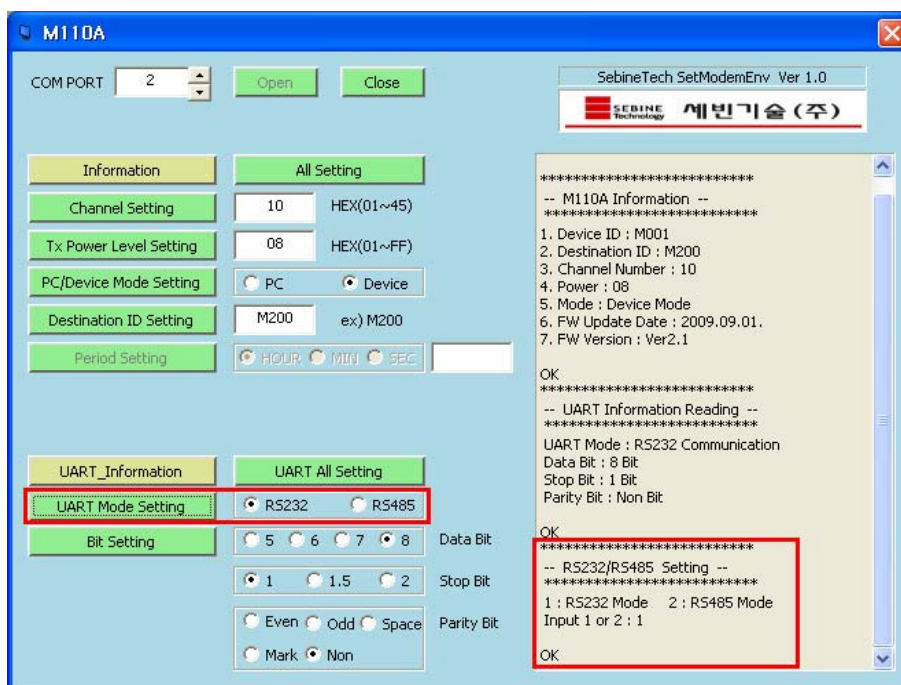 M110A
COM PORT 2 Open Close
SebineTech SetModemEnv Ver 1.0
SEBINE Technology 세빈기술(주)
Information All Setting
Channel Setting 10 HEX(01~45)
Tx Power Level Setting 08 HEX(01~FF)
PC/Device Mode Setting PC Device
Destination ID Setting M200 ex) M200
Period Setting HOUR MIN SEC
UART_Information UART All Setting
UART Mode Setting RS232 RS485
Bit Setting 5 6 7 8 Data Bit
1 1.5 2 Stop Bit
Even Odd Space Parity Bit
Mark Non
***************************
-- M110A Information --
***************************
1. Device ID : M001
2. Destination ID : M200
3. Channel Number : 10
4. Power : 08
5. Mode : Device Mode
6. FW Update Date : 2009.09.01.
7. FW Version : Ver2.1
OK
***************************
-- UART Information Reading --
***************************
UART Mode : RS232 Communication
Data Bit : 8 Bit
Stop Bit : 1 Bit
Parity Bit : Non Bit
OK
***************************
-- RS232/RS485 Setting --
***************************
1 : RS232 Mode 2 : RS485 Mode
Input 1 or 2 : 1
OK